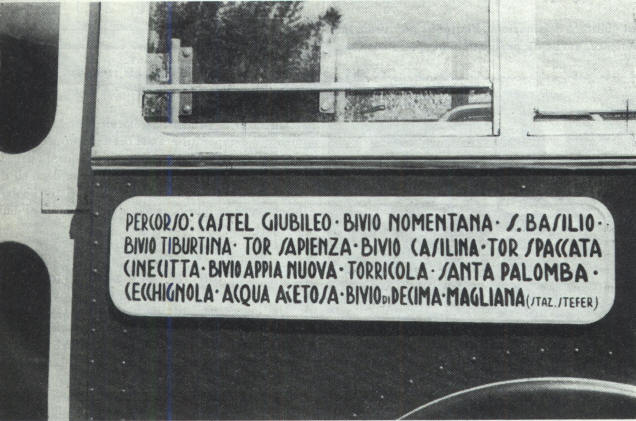 PERCORSO: CASTEL GIUBILEO · BIVIO NOMENTANA · S. BASILIO ·
BIVIO TIBURTINA · TOR SAPIENZA · BIVIO CASILINA · TOR SPACCATA
CINECITTA · BIVIO APPIA NUOVA · TORRICOLA · SANTA PALOMBA ·
CECCHIGNOLA · ACQUA ACETOSA · BIVIO DI DECIMA · MAGLIANA (STAZ. STEFER)